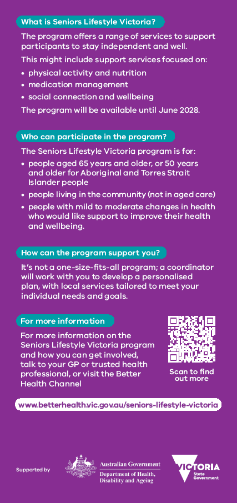 What is Seniors Lifestyle Victoria?
The program offers a range of services to support
participants to stay independent and well.
This might include support services focused on:
• physical activity and nutrition
• medication management
• social connection and wellbeing
The program will be available until June 2028.
Who can participate in the program?
The Seniors Lifestyle Victoria program is for:
• people aged 65 years and older, or 50 years
and older for Aboriginal and Torres Strait
Islander people
• people living in the community (not in aged care)
• people with mild to moderate changes in health
who would like support to improve their health
and wellbeing.
How can the program support you?
It's not a one-size-fits-all program; a coordinator
will work with you to develop a personalised
plan, with local services tailored to meet your
individual needs and goals.
For more information
For more information on the
Seniors Lifestyle Victoria program
and how you can get involved,
talk to your GP or trusted health
professional, or visit the Better
Health Channel
Scan to find
out more
www.betterhealth.vic.gov.au/seniors-lifestyle-victoria
Supported by
Australian Government
Department of Health,
Disability and Ageing
VICTORIA
State
Government